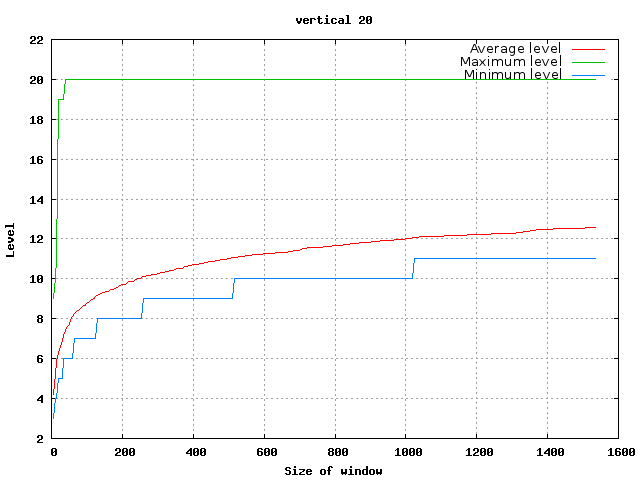 vertical 20
22
20
18
16
14
12
10
8
6
4
2
Average level
Maximum level
Minimum level
Level
0 200 400 600 800 1000 1200 1400 1600
Size of window